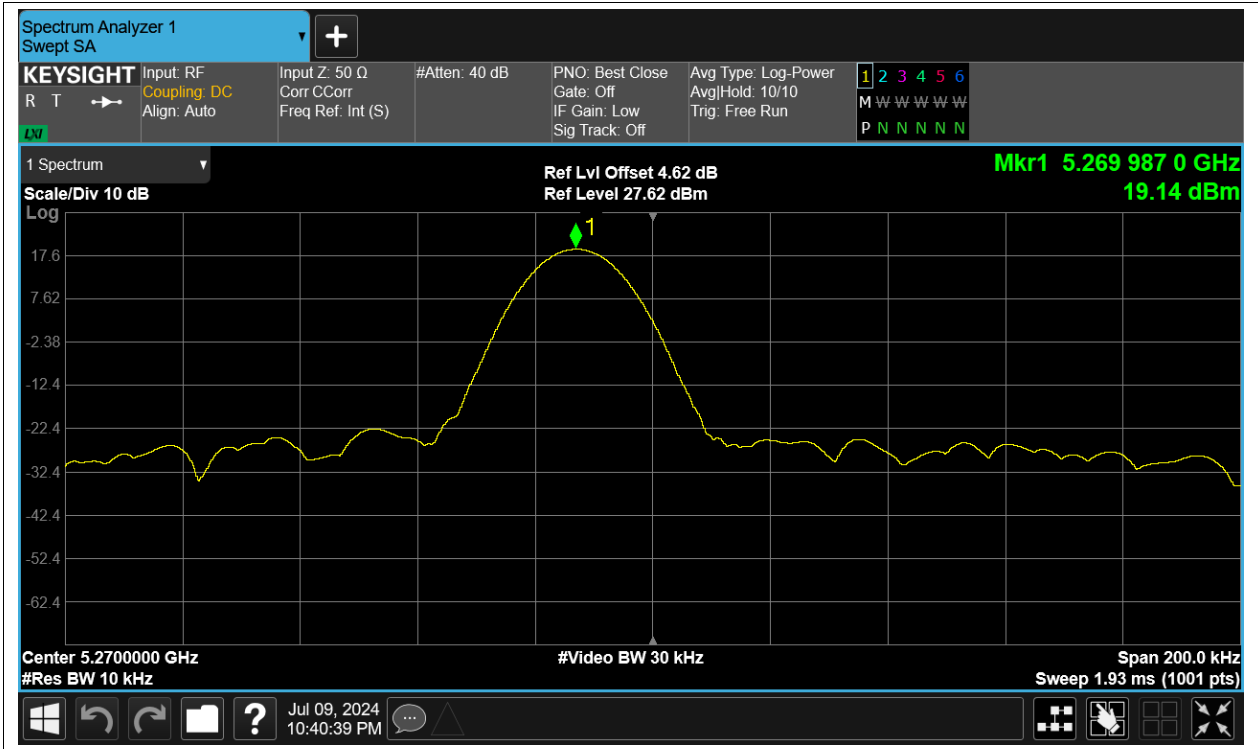 Spectrum Analyzer 1
Swept SA
KEYSIGHT
R T
LXI
Input: RF
Coupling: DC
Align: Auto
Input Z: 50 Ω
Corr CCorr
Freq Ref: Int (S)
#Atten: 40 dB
PNO: Best Close
Gate: Off
IF Gain: Low
Sig Track: Off
Avg Type: Log-Power
Avg|Hold: 10/10
Trig: Free Run
1 2 3 4 5 6
M W W W W W
P N N N N N
1 Spectrum
Scale/Div 10 dB
Log
Ref Lvl Offset 4.62 dB
Ref Level 27.62 dBm
Mkr1 5.269 987 0 GHz
19.14 dBm
1
17.6
7.62
-2.38
-12.4
-22.4
-32.4
-42.4
-52.4
-62.4
Center 5.2700000 GHz
#Res BW 10 kHz
#Video BW 30 kHz
Span 200.0 kHz
Sweep 1.93 ms (1001 pts)
?
Jul 09, 2024
10:40:39 PM